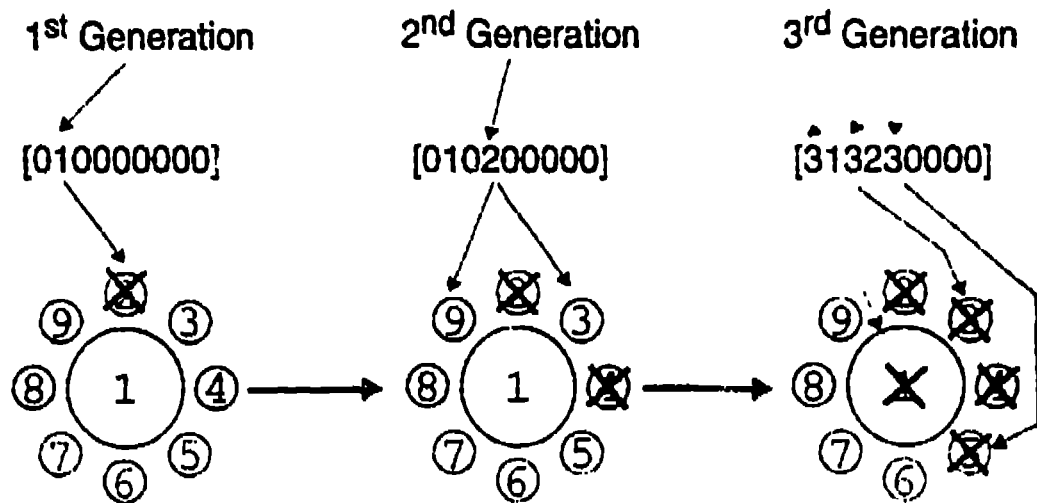 1st Generation 2nd Generation 3rd Generation
[010000000] [010200000] [313230000]
9 3 9 3 9
8 1 4 8 1 8
7 5 7 5 7
6 6 6